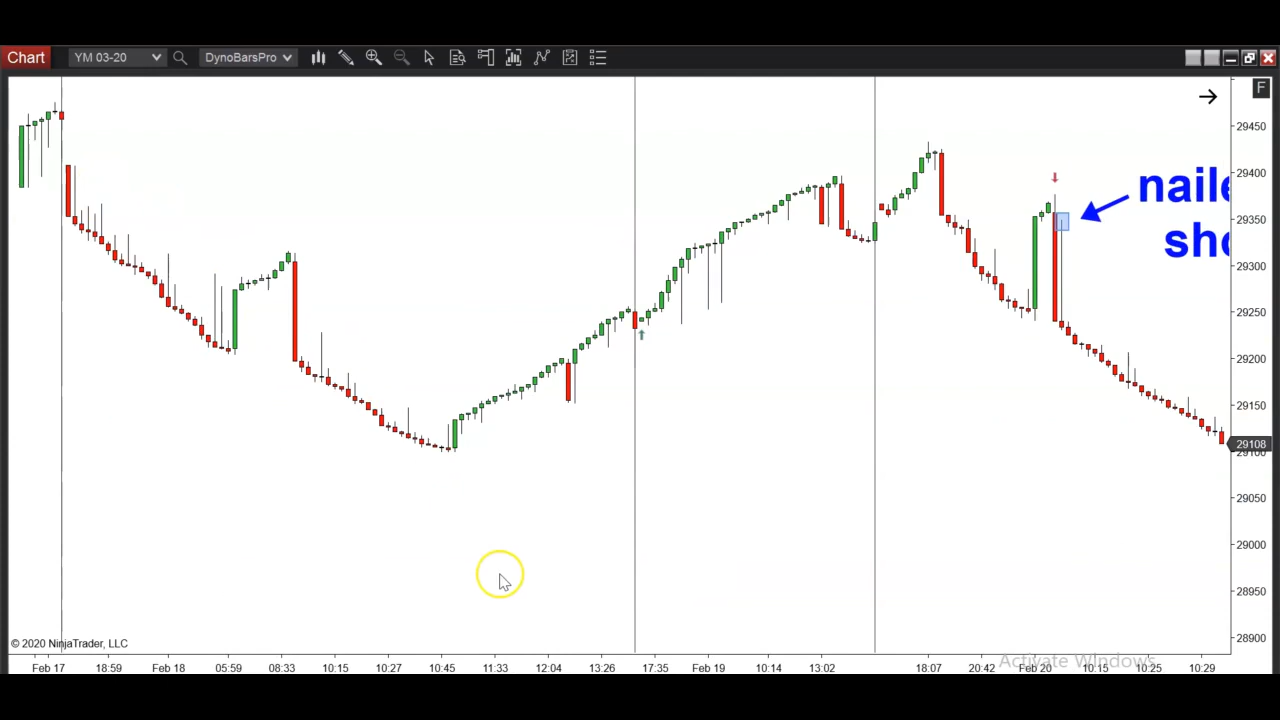 Chart YM 03-20 DynoBarsPro
F
29450
29400
naile
29350
sho
29300
29250
29200
29150
29108
29100
29050
29000
28950
28900
© 2020 NinjaTrader, LLC
Feb 17 18:59 Feb 18 05:59 08:33 10:15 10:27 10:45 11:33 12:04 13:26 17:35 Feb 19 10:14 13:02 18:07 20:42 Feb 20 10:15 10:25 10:29
Activate Windows